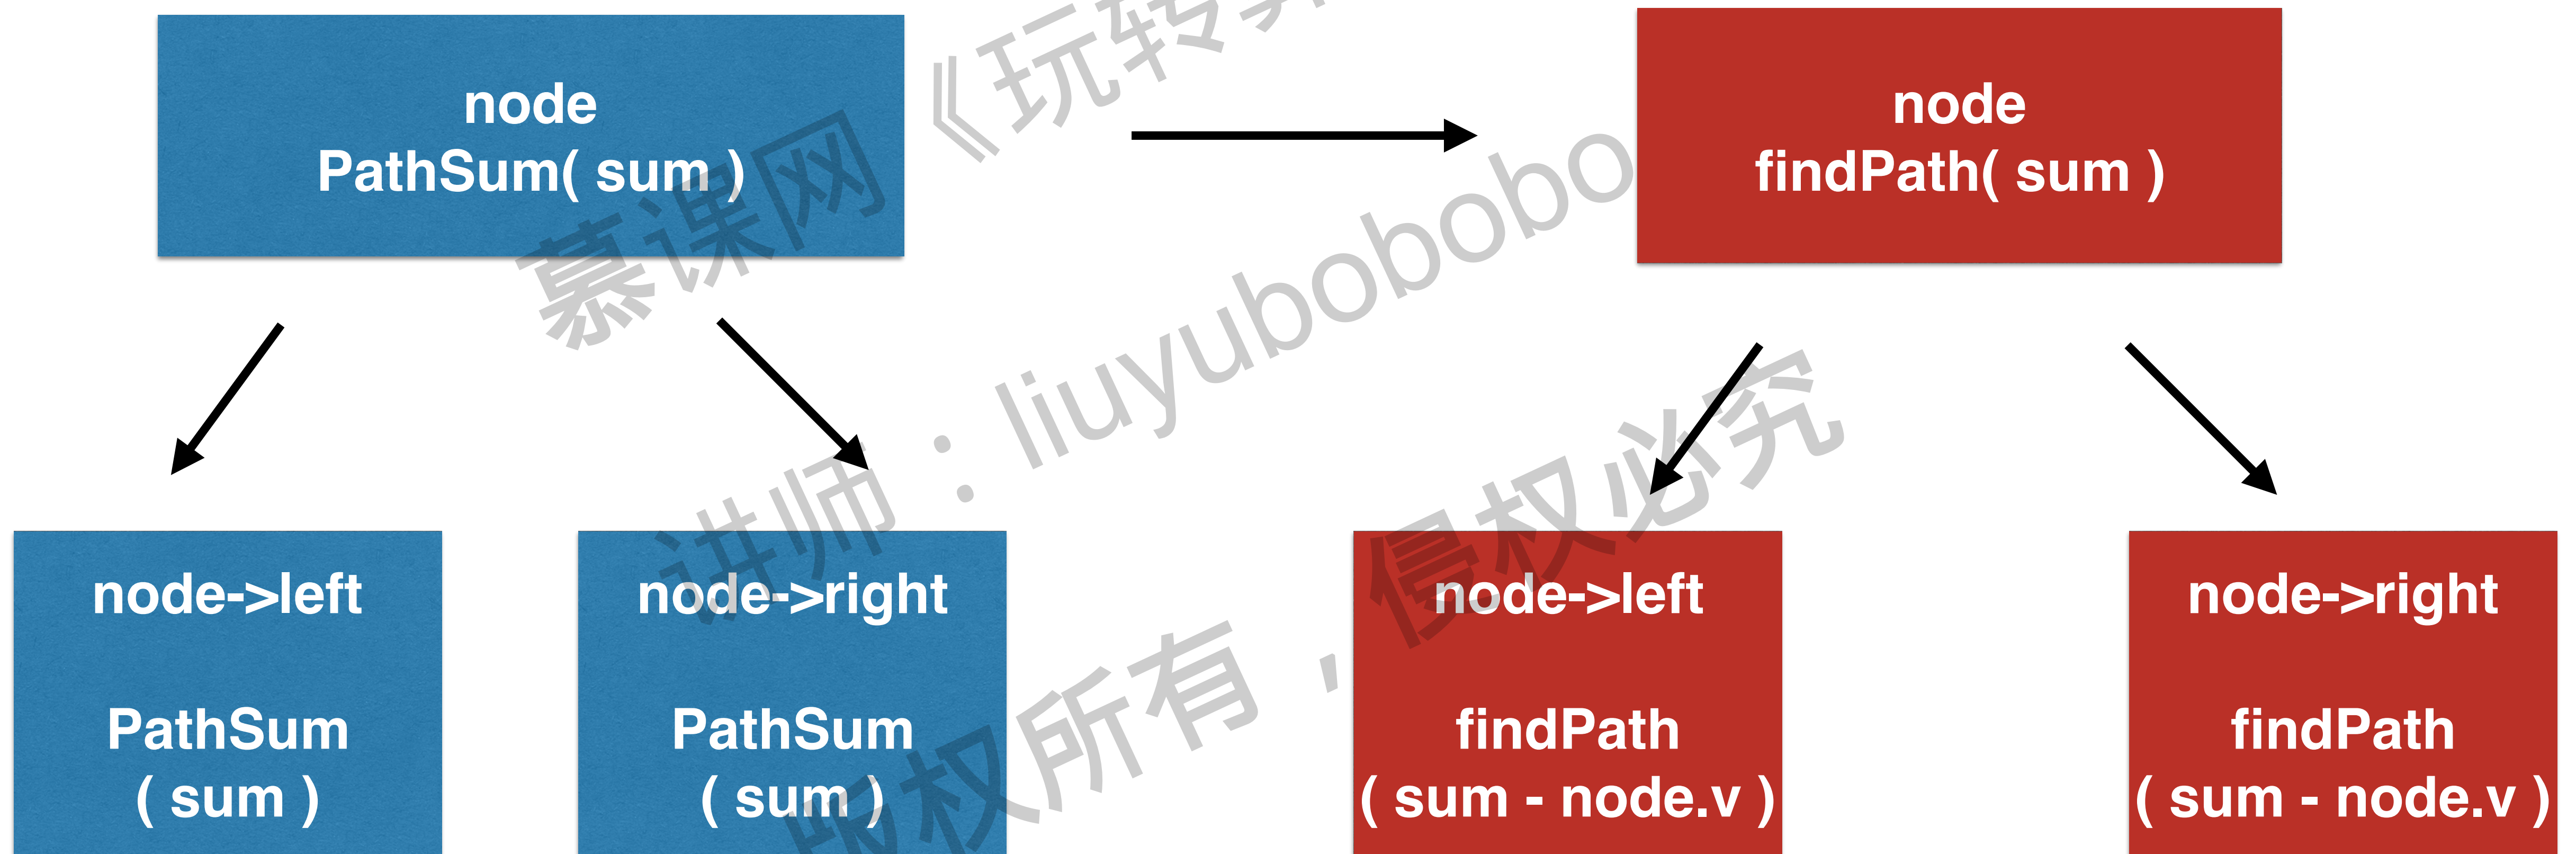 node
PathSum( sum )
node
findPath( sum )
node->left
PathSum
( sum )
node->right
PathSum
( sum )
node->left
findPath
( sum - node.v )
node->right
findPath
( sum - node.v )
慕课网 《玩转
讲师：liuyubobobo
版权所有，侵权必究